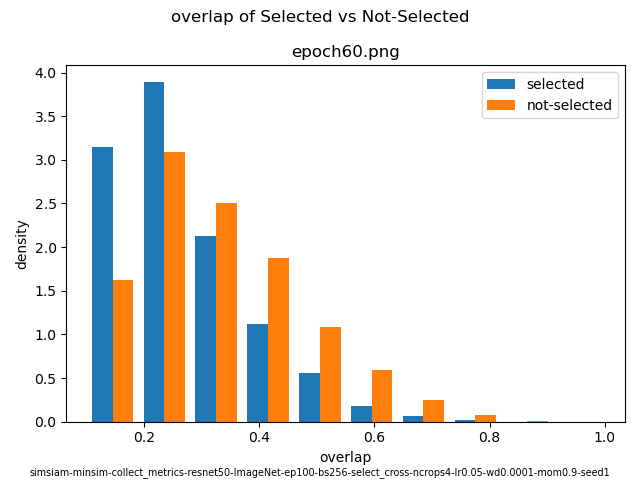 overlap of Selected vs Not-Selected
epoch60.png
selected
not-selected
density
4.0
3.5
3.0
2.5
2.0
1.5
1.0
0.5
0.0
0.2
0.4
0.6
0.8
1.0
overlap
simsiam-minsim-collect_metrics-resnet50-ImageNet-ep100-bs256-select_cross-ncrops4-lr0.05-wd0.0001-mom0.9-seed1